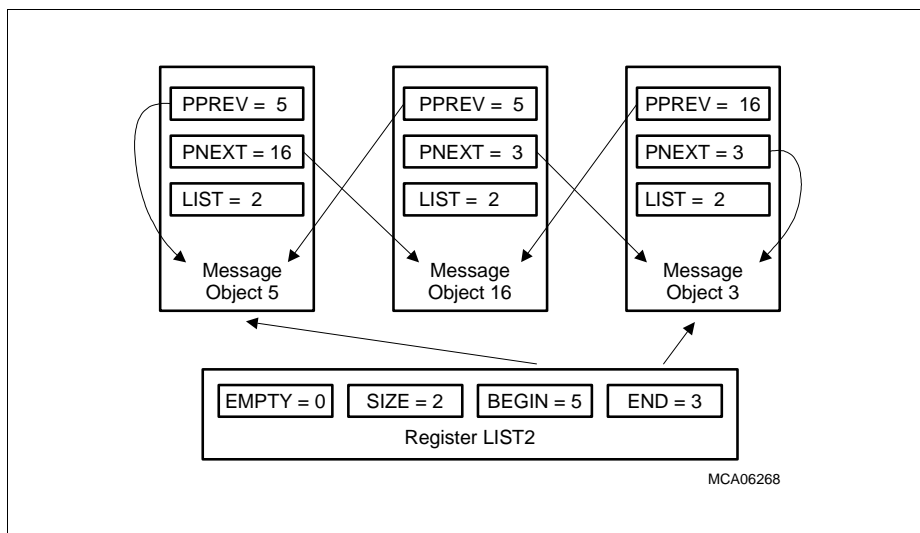 PPREV = 5
PNEXT = 16
LIST = 2
Message
Object 5
PPREV = 5
PNEXT = 3
LIST = 2
Message
Object 16
PPREV = 16
PNEXT = 3
LIST = 2
Message
Object 3
EMPTY = 0 SIZE = 2 BEGIN = 5 END = 3
Register LIST2
MCA06268